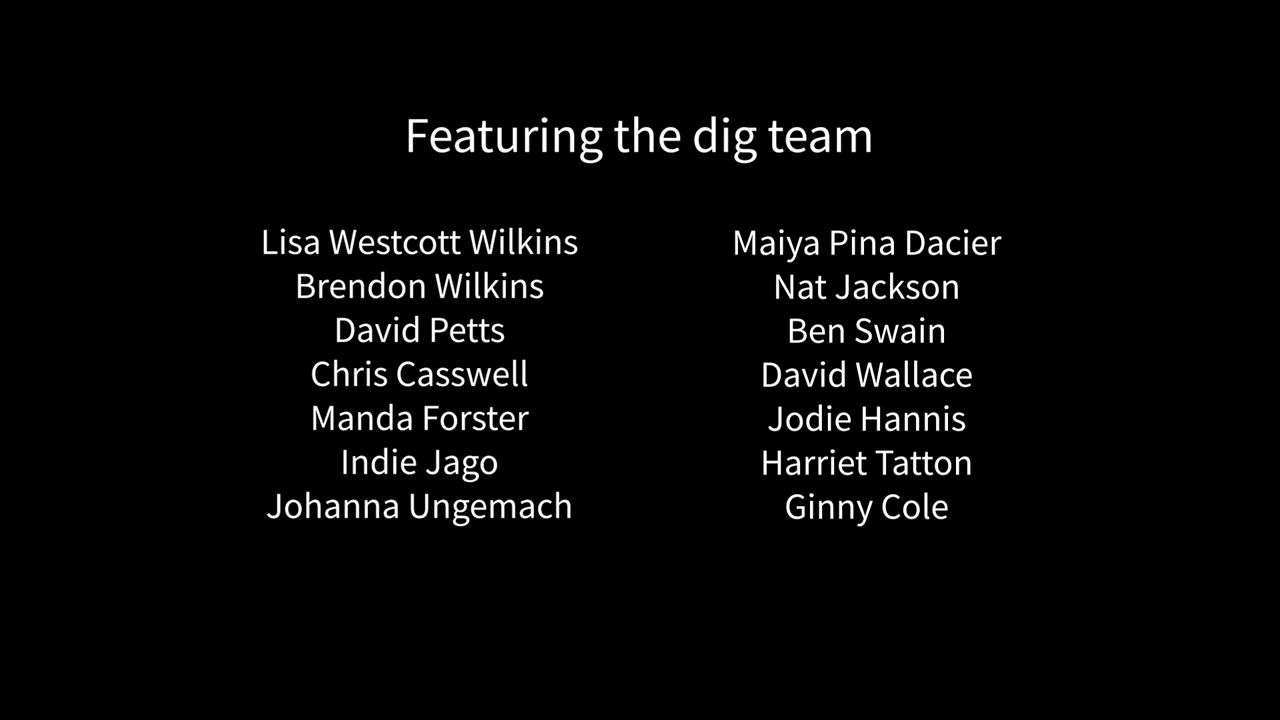 Featuring the dig team
Lisa Westcott Wilkins
Brendon Wilkins
David Petts
Chris Casswell
Manda Forster
Indie Jago
Johanna Ungemach
Maiya Pina Dacier
Nat Jackson
Ben Swain
David Wallace
Jodie Hannis
Harriet Tatton
Ginny Cole